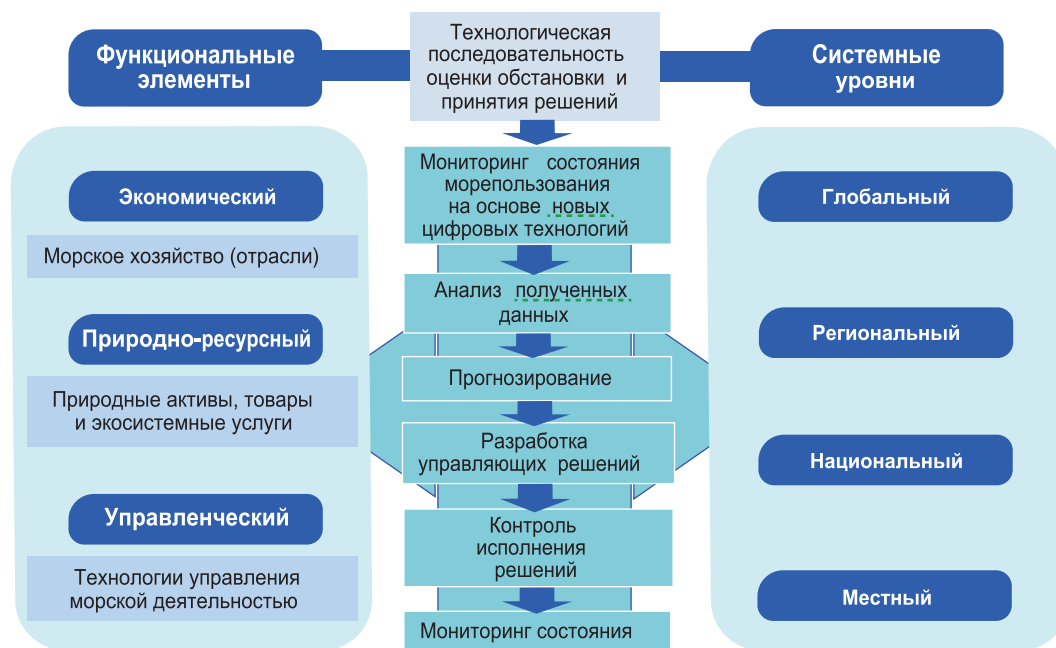 Функциональные
элементы
Технологическая
последовательность
оценки обстановки и
принятия решений
Системные
уровни
Экономический
Морское хозяйство (отрасли)
Природно-ресурсный
Природные активы, товары
и экосистемные услуги
Управленческий
Технологии управления
морской деятельностью
Мониторинг состояния
морепользования
на основе новых
цифровых технологий
Анализ полученных
данных
Прогнозирование
Разработка
управляющих решений
Контроль
исполнения
решений
Мониторинг состояния
Глобальный
Региональный
Национальный
Местный